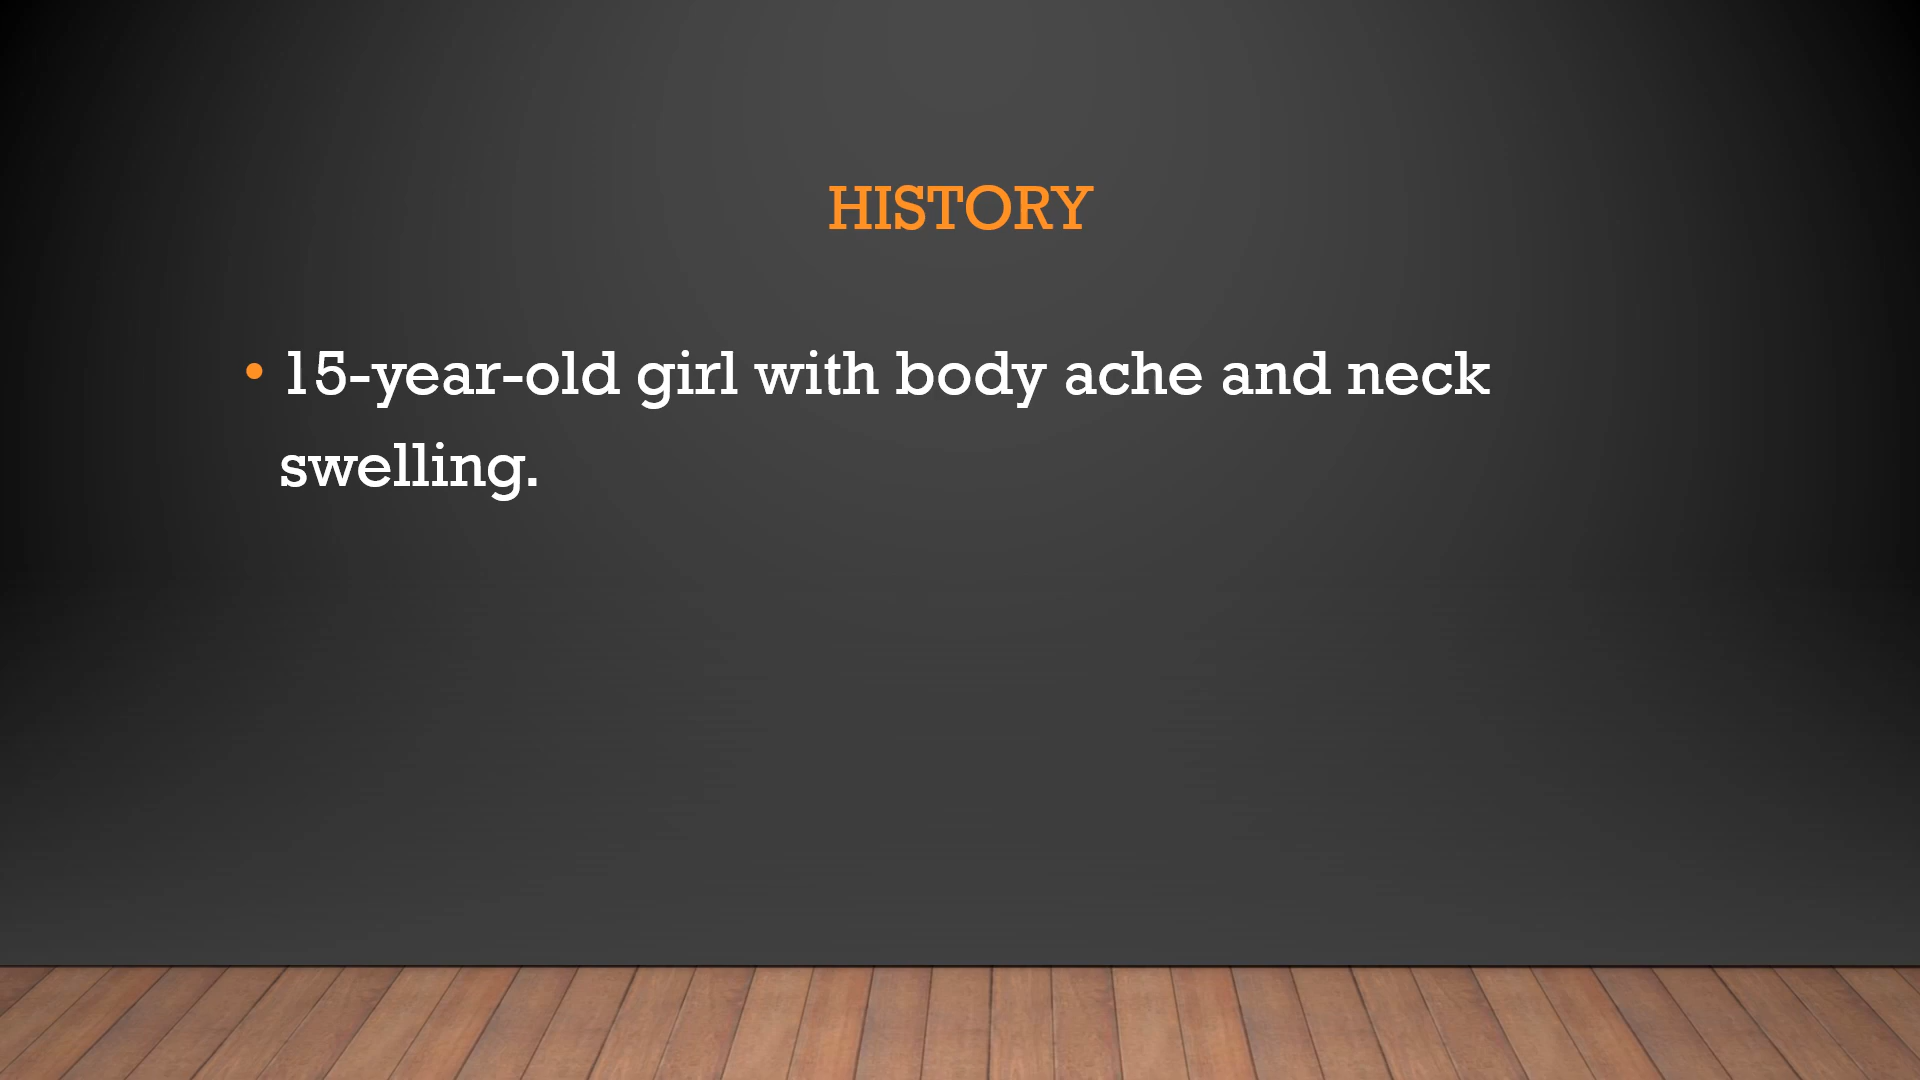 HISTORY
• 15-year-old girl with body ache and neck
swelling.